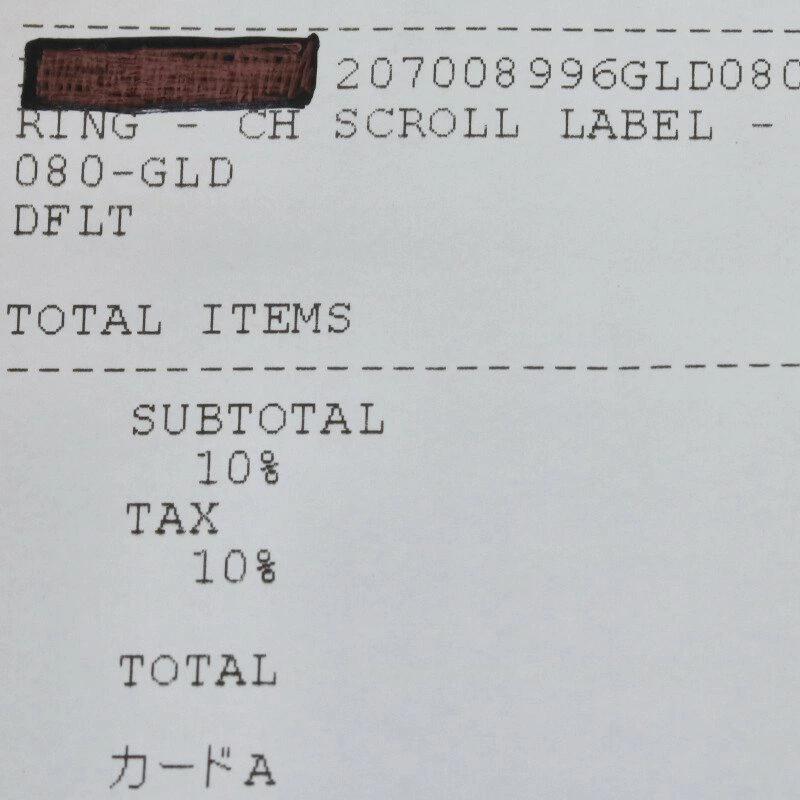 207008996GLD080
RING - CH SCROLL LABEL -
080-GLD
DFLT
TOTAL ITEMS
SUBTOTAL
10%
TAX
10%
TOTAL
カードA